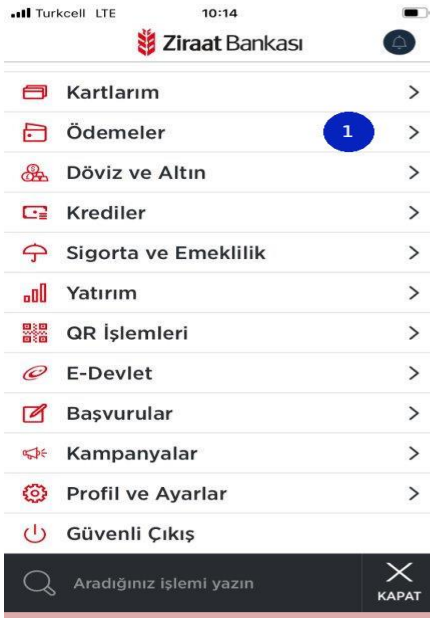 Turkcell LTE 10:14
Ziraat Bankası
Kartlarım
Ödemeler 1
Döviz ve Altın
Krediler
Sigorta ve Emeklilik
Yatırım
QR İşlemleri
E-Devlet
Başvurular
Kampanyalar
Profil ve Ayarlar
Güvenli Çıkış
Aradığınız işlemi yazın
KAPAT